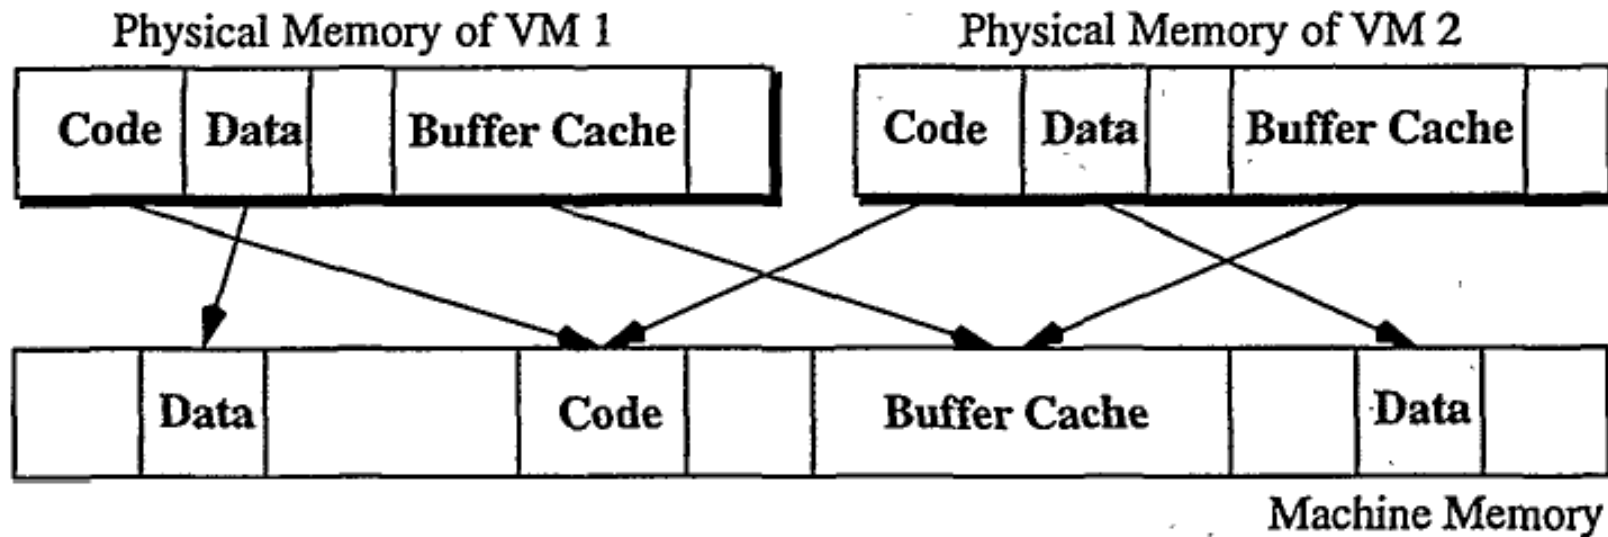 Physical Memory of VM 1
Physical Memory of VM 2
Code Data Buffer Cache
Code Data Buffer Cache
Data Code Buffer Cache Data
Machine Memory